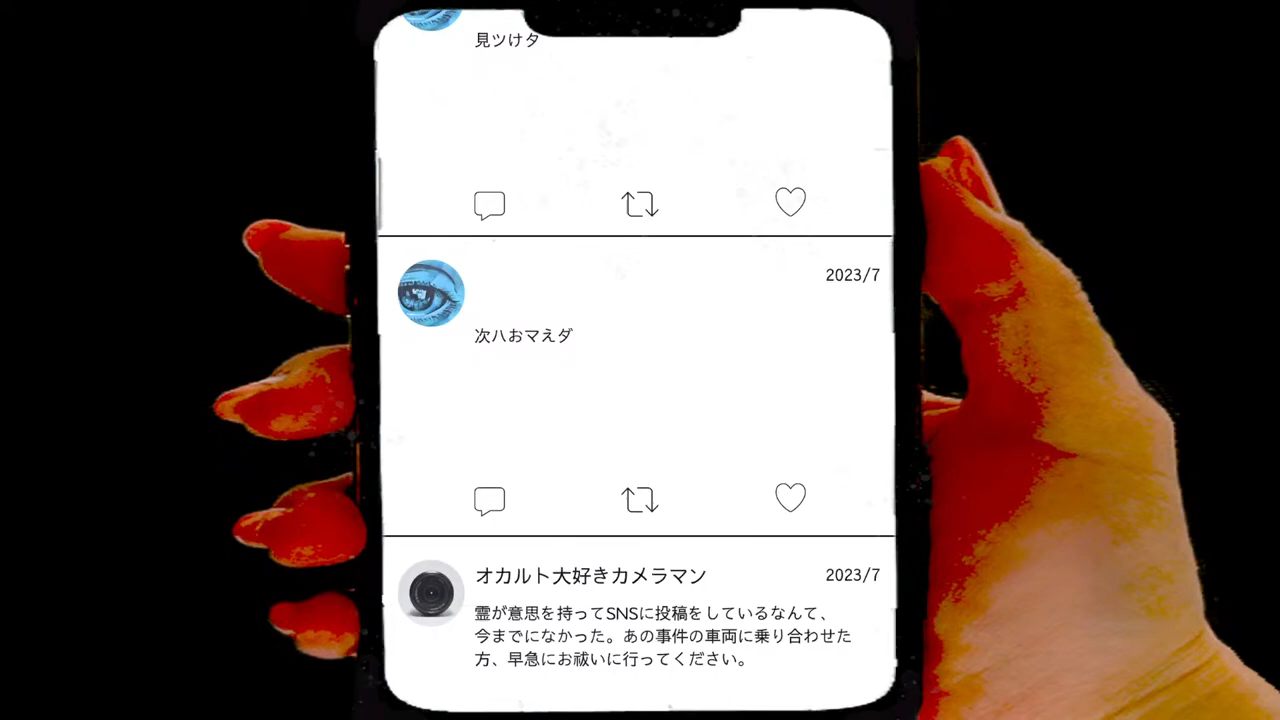 見ツけタ
2023/7
次ハおマえダ
オカルト大好きカメラマン
2023/7
霊が意思を持ってSNSに投稿をしているなんて、
今までになかった。あの事件の車両に乗り合わせた
方、早急にお祓いに行ってください。